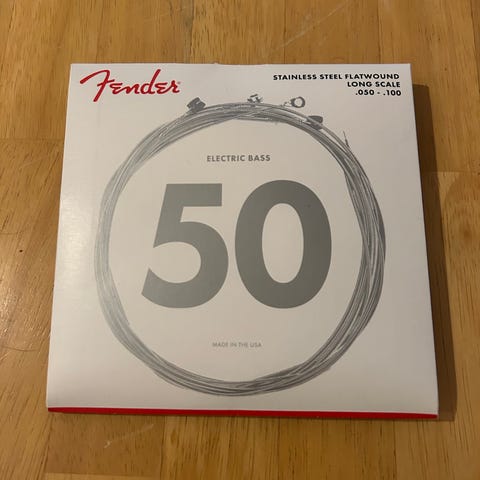 Fender
STAINLESS STEEL FLATWOUND
LONG SCALE
.050 - .100
ELECTRIC BASS
50
MADE IN THE USA